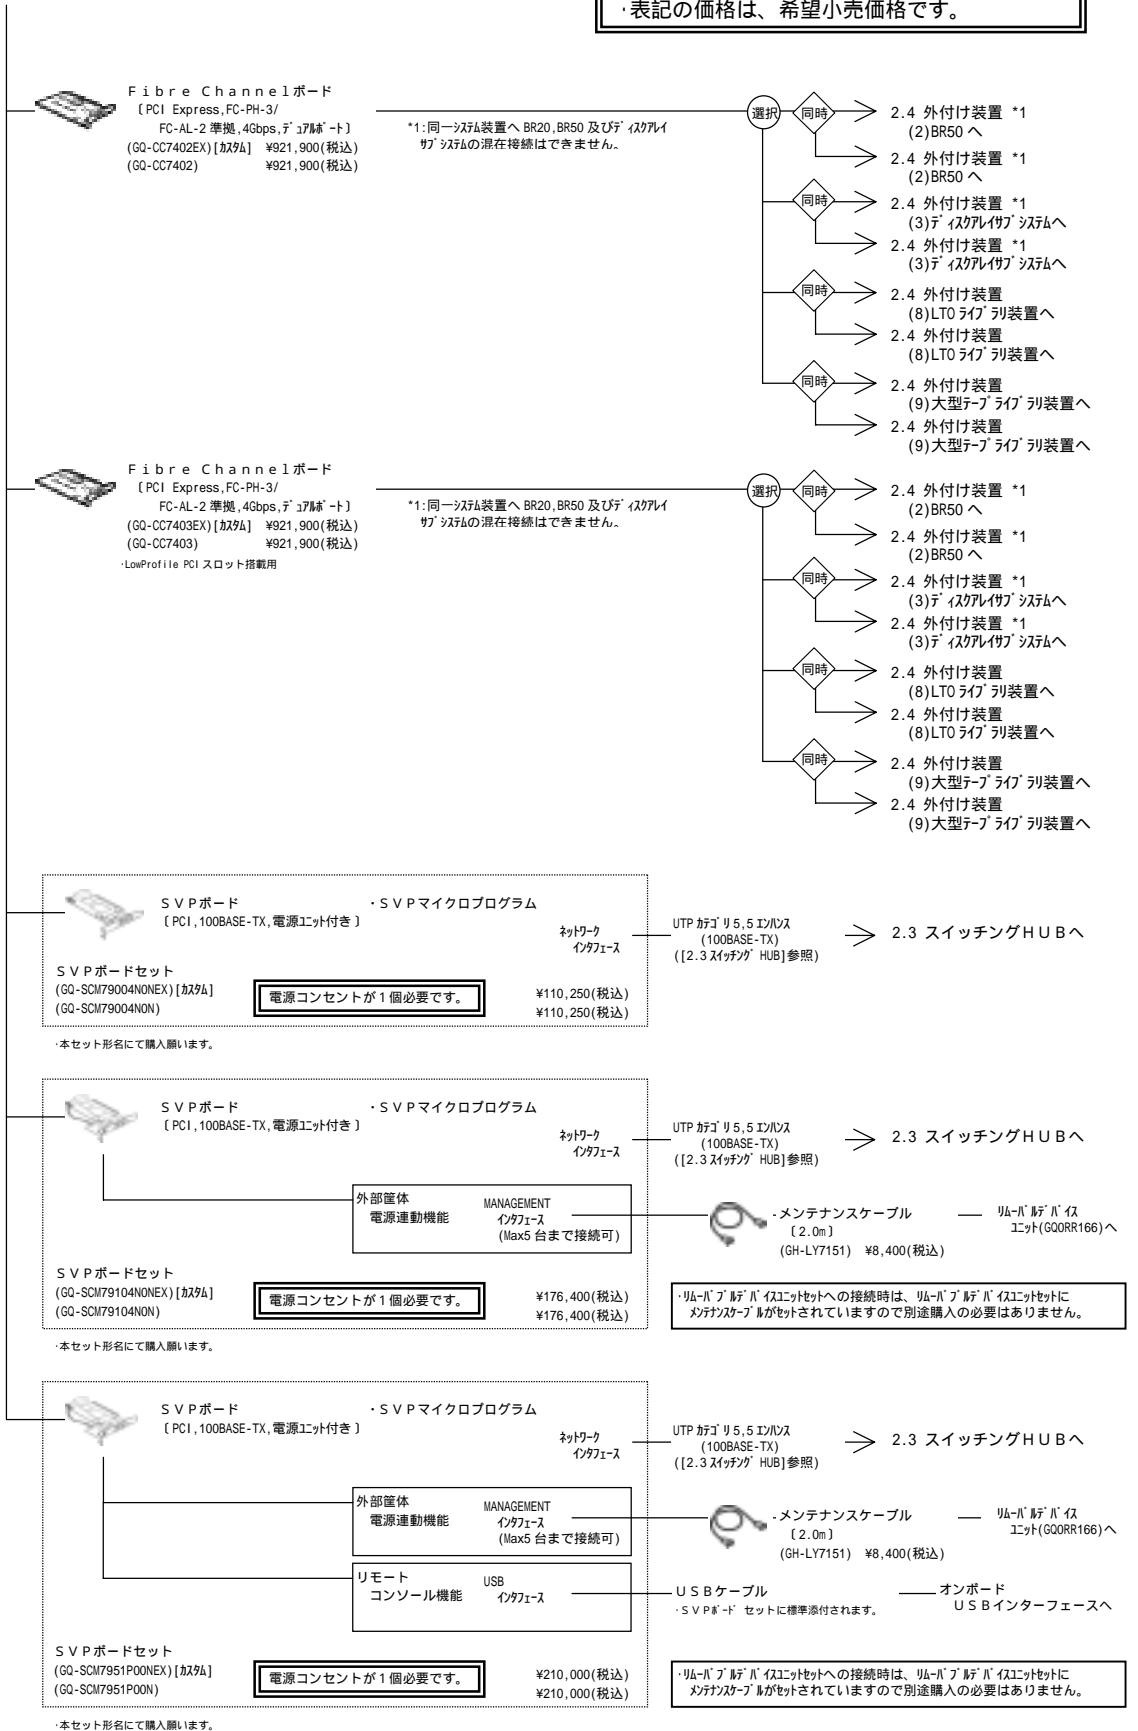 ・表記の価格は、希望小売価格です。
Ｆｉｂｒｅ Ｃｈａｎｎｅｌボード
〔PCI Express,FC-PH-3/
FC-AL-2 準拠,4Gbps,ﾃﾞｭｱﾙﾎﾟｰﾄ〕
(GQ-CC7402EX)[ｶｽﾀﾑ] ¥921,900(税込)
(GQ-CC7402) ¥921,900(税込)
*1:同一ｼｽﾃﾑ装置へ BR20,BR50 及びﾃﾞｨｽｸｱﾚｲ
ｻﾌﾞｼｽﾃﾑの混在接続はできません。
選択
同時
2.4 外付け装置 *1
(2)BR50 へ
2.4 外付け装置 *1
(2)BR50 へ
同時
2.4 外付け装置 *1
(3)ﾃﾞｨｽｸｱﾚｲｻﾌﾞｼｽﾃﾑへ
2.4 外付け装置 *1
(3)ﾃﾞｨｽｸｱﾚｲｻﾌﾞｼｽﾃﾑへ
同時
2.4 外付け装置
(8)LTO ﾗｲﾌﾞﾗﾘ装置へ
2.4 外付け装置
(8)LTO ﾗｲﾌﾞﾗﾘ装置へ
同時
2.4 外付け装置
(9)大型ﾃｰﾌﾟﾗｲﾌﾞﾗﾘ装置へ
2.4 外付け装置
(9)大型ﾃｰﾌﾟﾗｲﾌﾞﾗﾘ装置へ
Ｆｉｂｒｅ Ｃｈａｎｎｅｌボード
〔PCI Express,FC-PH-3/
FC-AL-2 準拠,4Gbps,ﾃﾞｭｱﾙﾎﾟｰﾄ〕
(GQ-CC7403EX)[ｶｽﾀﾑ] ¥921,900(税込)
(GQ-CC7403) ¥921,900(税込)
・LowProfile PCI スロット搭載用
*1:同一ｼｽﾃﾑ装置へ BR20,BR50 及びﾃﾞｨｽｸｱﾚｲ
ｻﾌﾞｼｽﾃﾑの混在接続はできません。
選択
同時
2.4 外付け装置 *1
(2)BR50 へ
2.4 外付け装置 *1
(2)BR50 へ
同時
2.4 外付け装置 *1
(3)ﾃﾞｨｽｸｱﾚｲｻﾌﾞｼｽﾃﾑへ
2.4 外付け装置 *1
(3)ﾃﾞｨｽｸｱﾚｲｻﾌﾞｼｽﾃﾑへ
同時
2.4 外付け装置
(8)LTO ﾗｲﾌﾞﾗﾘ装置へ
2.4 外付け装置
(8)LTO ﾗｲﾌﾞﾗﾘ装置へ
同時
2.4 外付け装置
(9)大型ﾃｰﾌﾟﾗｲﾌﾞﾗﾘ装置へ
2.4 外付け装置
(9)大型ﾃｰﾌﾟﾗｲﾌﾞﾗﾘ装置へ
ＳＶＰボード ・ＳＶＰマイクロプログラム
〔PCI,100BASE-TX,電源ﾕﾆｯﾄ付き〕
ﾈｯﾄﾜｰｸ
ｲﾝﾀﾌｪｰｽ
UTP ｶﾃｺﾞﾘ 5,5 ｴﾝﾊﾝｽ
(100BASE-TX)
([2.3 ｽｲｯﾁﾝｸﾞ HUB]参照)
2.3 スイッチングＨＵＢへ
ＳＶＰボードセット
(GQ-SCM79004N0NEX)[ｶｽﾀﾑ] ¥110,250(税込)
(GQ-SCM79004N0N) ¥110,250(税込)
電源コンセントが１個必要です。
・本セット形名にて購入願います。
ＳＶＰボード ・ＳＶＰマイクロプログラム
〔PCI,100BASE-TX,電源ﾕﾆｯﾄ付き〕
ﾈｯﾄﾜｰｸ
ｲﾝﾀﾌｪｰｽ
UTP ｶﾃｺﾞﾘ 5,5 ｴﾝﾊﾝｽ
(100BASE-TX)
([2.3 ｽｲｯﾁﾝｸﾞ HUB]参照)
2.3 スイッチングＨＵＢへ
外部筐体
電源連動機能
MANAGEMENT
ｲﾝﾀﾌｪｰｽ
(Max5 台まで接続可)
メンテナンスケーブル
〔2.0m〕
(GH-LY7151) ¥8,400(税込)
ﾘﾑｰﾊﾞﾙﾃﾞﾊﾞｲｽ
ﾕﾆｯﾄ(GQ0RR166)へ
ＳＶＰボードセット
(GQ-SCM79104N0NEX)[ｶｽﾀﾑ] ¥176,400(税込)
(GQ-SCM79104N0N) ¥176,400(税込)
電源コンセントが１個必要です。
・ﾘﾑｰﾊﾞﾌﾞﾙﾃﾞﾊﾞｲｽﾕﾆｯﾄｾｯﾄへの接続時は、ﾘﾑｰﾊﾞﾌﾞﾙﾃﾞﾊﾞｲｽﾕﾆｯﾄｾｯﾄに
ﾒﾝﾃﾅﾝｽｹｰﾌﾞﾙがｾｯﾄされていますので別途購入の必要はありません。
・本セット形名にて購入願います。
ＳＶＰボード ・ＳＶＰマイクロプログラム
〔PCI,100BASE-TX,電源ﾕﾆｯﾄ付き〕
ﾈｯﾄﾜｰｸ
ｲﾝﾀﾌｪｰｽ
UTP ｶﾃｺﾞﾘ 5,5 ｴﾝﾊﾝｽ
(100BASE-TX)
([2.3 ｽｲｯﾁﾝｸﾞ HUB]参照)
2.3 スイッチングＨＵＢへ
外部筐体
電源連動機能
MANAGEMENT
ｲﾝﾀﾌｪｰｽ
(Max5 台まで接続可)
メンテナンスケーブル
〔2.0m〕
(GH-LY7151) ¥8,400(税込)
ﾘﾑｰﾊﾞﾙﾃﾞﾊﾞｲｽ
ﾕﾆｯﾄ(GQ0RR166)へ
リモート
コンソール機能
USB
ｲﾝﾀﾌｪｰｽ
ＵＳＢケーブル
・ＳＶＰﾎﾞｰﾄﾞ セットに標準添付されます。
オンボード
ＵＳＢインターフェースへ
ＳＶＰボードセット
(GQ-SCM7951P00NEX)[ｶｽﾀﾑ] ¥210,000(税込)
(GQ-SCM7951P00N) ¥210,000(税込)
電源コンセントが１個必要です。
・ﾘﾑｰﾊﾞﾌﾞﾙﾃﾞﾊﾞｲｽﾕﾆｯﾄｾｯﾄへの接続時は、ﾘﾑｰﾊﾞﾌﾞﾙﾃﾞﾊﾞｲｽﾕﾆｯﾄｾｯﾄに
ﾒﾝﾃﾅﾝｽｹｰﾌﾞﾙがｾｯﾄされていますので別途購入の必要はありません。
・本セット形名にて購入願います。